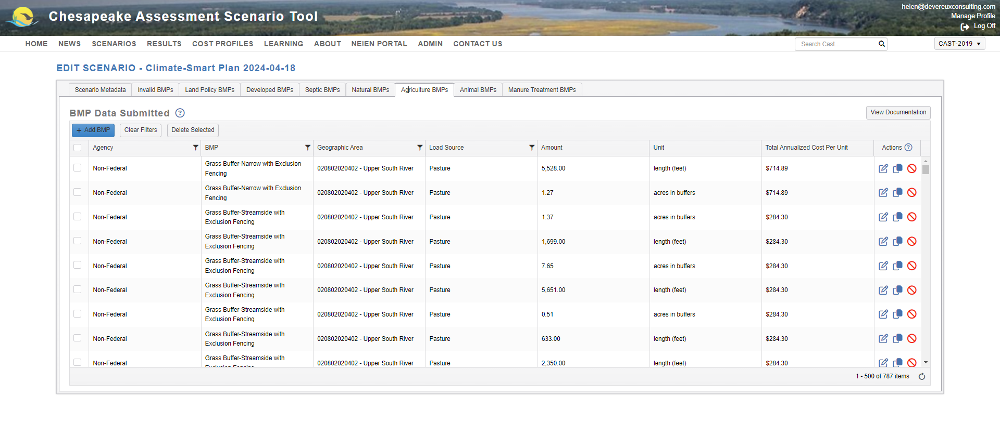 helen@devereuxconsulting.com
Chesapeake Assessment Scenario Tool
Manage Profile
Log Off
HOME NEWS SCENARIOS RESULTS COST PROFILES LEARNING ABOUT NEIEN PORTAL ADMIN CONTACT US Search Cast... CAST-2019
EDIT SCENARIO - Climate-Smart Plan 2024-04-18
Scenario Metadata Invalid BMPs Land Policy BMPs Developed BMPs Septic BMPs Natural BMPs Agriculture BMPs Animal BMPs Manure Treatment BMPs
BMP Data Submitted ? View Documentation
+ Add BMP Clear Filters Delete Selected
Agency BMP Geographic Area Load Source Amount Unit Total Annualized Cost Per Unit Actions ?
Non-Federal Grass Buffer-Narrow with Exclusion Fencing 020802020402 - Upper South River Pasture 5,528.00 length (feet) $714.89
Non-Federal Grass Buffer-Narrow with Exclusion Fencing 020802020402 - Upper South River Pasture 1.27 acres in buffers $714.89
Non-Federal Grass Buffer-Streamside with Exclusion Fencing 020802020402 - Upper South River Pasture 1.37 acres in buffers $284.30
Non-Federal Grass Buffer-Streamside with Exclusion Fencing 020802020402 - Upper South River Pasture 1,699.00 length (feet) $284.30
Non-Federal Grass Buffer-Streamside with Exclusion Fencing 020802020402 - Upper South River Pasture 7.65 acres in buffers $284.30
Non-Federal Grass Buffer-Streamside with Exclusion Fencing 020802020402 - Upper South River Pasture 5,651.00 length (feet) $284.30
Non-Federal Grass Buffer-Streamside with Exclusion Fencing 020802020402 - Upper South River Pasture 0.51 acres in buffers $284.30
Non-Federal Grass Buffer-Streamside with Exclusion Fencing 020802020402 - Upper South River Pasture 633.00 length (feet) $284.30
Non-Federal Grass Buffer-Streamside with 020802020402 - Upper South River Pasture 2,350.00 length (feet) $284.30
1 - 500 of 787 items